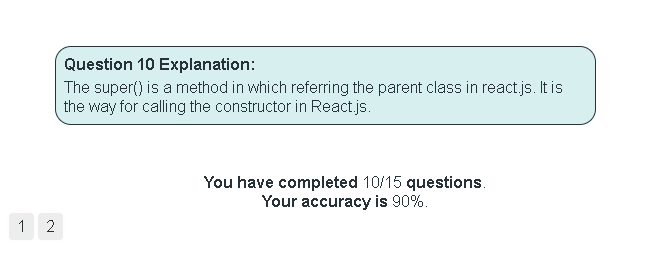 Question 10 Explanation:
The super() is a method in which referring the parent class in react.js. It is
the way for calling the constructor in React.js.
You have completed 10/15 questions.
Your accuracy is 90%.
1 2